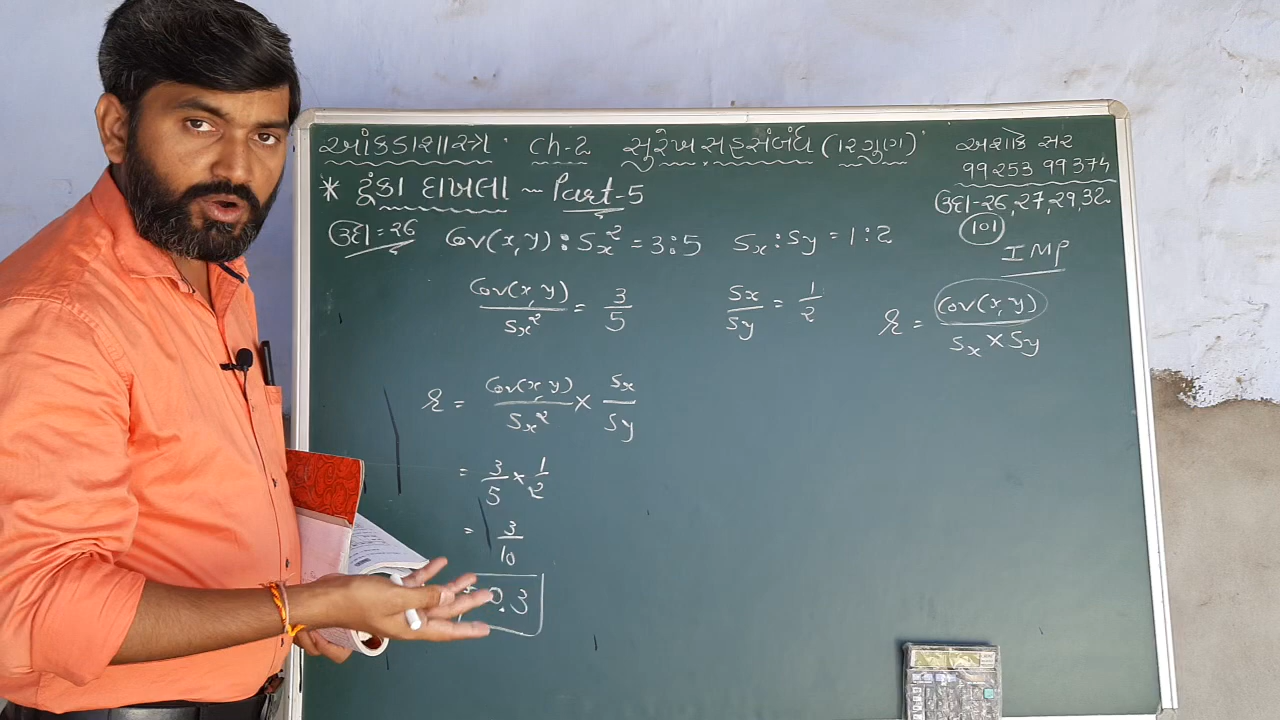 આંકડાશાસ્ત્ર Ch-2 સુરેખ સહસંબંધ (૧૨ ગુણ)
અશોક સર
99253 99374
* ટૂંકા દાખલા ~ Part-5
ઉદા-૨૬,27,29,32
101
IMP
ઉદા=૨૬ Cov(x,y) : Sx² = 3:5 Sx : Sy = 1:2
Cov(x,y)/Sx² = 3/5 Sx/Sy = 1/2 r = Cov(x,y)/(Sx × Sy)
r = Cov(x,y)/Sx² × Sx/Sy
= 3/5 × 1/2
= 3/10
= 0.3